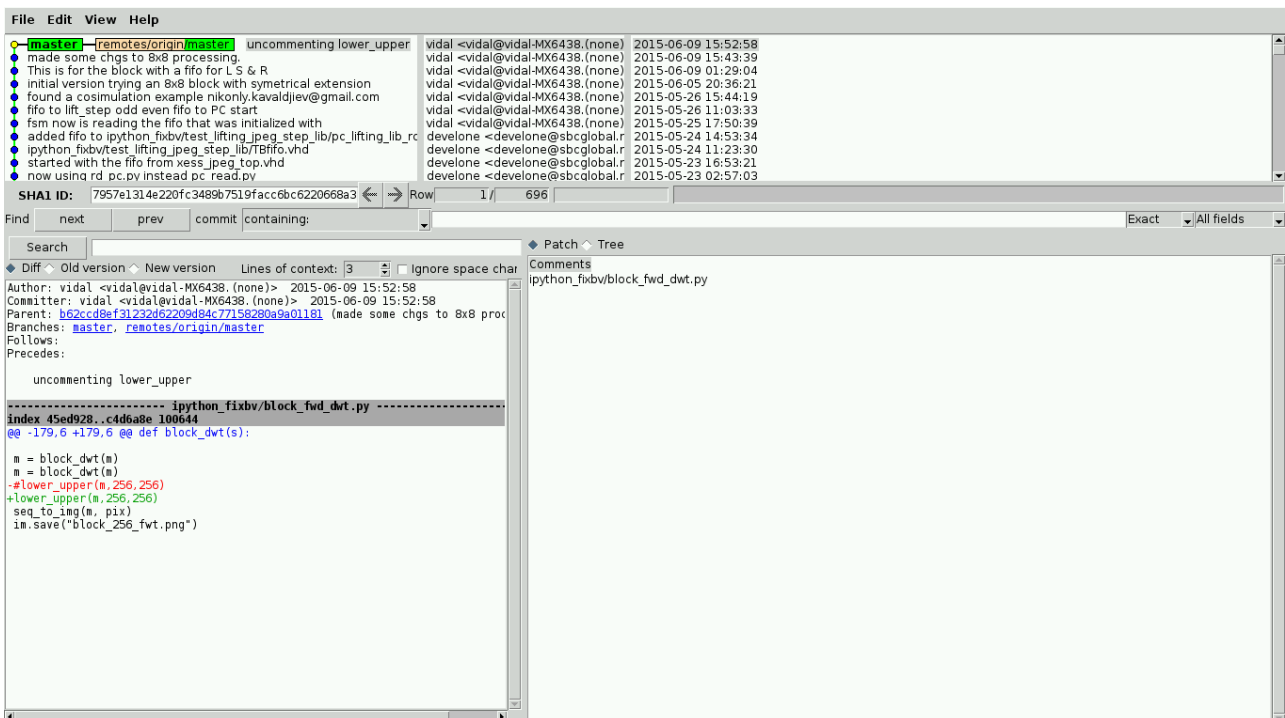 File Edit View Help
master remotes/origin/master uncommenting lower_upper vidal <vidal@vidal-MX6438.(none) 2015-06-09 15:52:58
made some chgs to 8x8 processing. vidal <vidal@vidal-MX6438.(none) 2015-06-09 15:43:39
This is for the block with a fifo for L S & R vidal <vidal@vidal-MX6438.(none) 2015-06-09 01:29:04
initial version trying an 8x8 block with symetrical extension vidal <vidal@vidal-MX6438.(none) 2015-06-05 20:36:21
found a cosimulation example nikonly.kavaldjiev@gmail.com vidal <vidal@vidal-MX6438.(none) 2015-05-26 15:44:19
fifo to lift_step odd even fifo to PC start vidal <vidal@vidal-MX6438.(none) 2015-05-26 11:03:33
fsm now is reading the fifo that was initialized with vidal <vidal@vidal-MX6438.(none) 2015-05-25 17:50:39
added fifo to ipython_fixbv/test_lifting_jpeg_step_lib/pc_lifting_lib_rc develone <develone@sbcglobal.r 2015-05-24 14:53:34
ipython_fixbv/test_lifting_jpeg_step_lib/TBfifo.vhd develone <develone@sbcglobal.r 2015-05-24 11:23:30
started with the fifo from xess_jpeg_top.vhd develone <develone@sbcglobal.r 2015-05-23 16:53:21
now using rd_pc.py instead pc_read.py develone <develone@sbcglobal.r 2015-05-23 02:57:03
SHA1 ID: 7957e1314e220fc3489b7519facc6bc6220668a3 Row 1/ 696
Find next prev commit containing: Exact All fields
Search Patch Tree
Diff Old version New version Lines of context: 3 Ignore space char
Comments
ipython_fixbv/block_fwd_dwt.py
Author: vidal <vidal@vidal-MX6438.(none)> 2015-06-09 15:52:58
Committer: vidal <vidal@vidal-MX6438.(none)> 2015-06-09 15:52:58
Parent: b62ccd8ef31232d62209d84c77158280a9a01181 (made some chgs to 8x8 proc
Branches: master, remotes/origin/master
Follows:
Precedes:
uncommenting lower_upper
----------------------- ipython_fixbv/block_fwd_dwt.py -------------------
index 45ed928..c4d6a8e 100644
@@ -179,6 +179,6 @@ def block_dwt(s):
m = block_dwt(m)
m = block_dwt(m)
-#lower_upper(m,256,256)
+lower_upper(m,256,256)
seq_to_img(m, pix)
im.save("block_256_fwt.png")